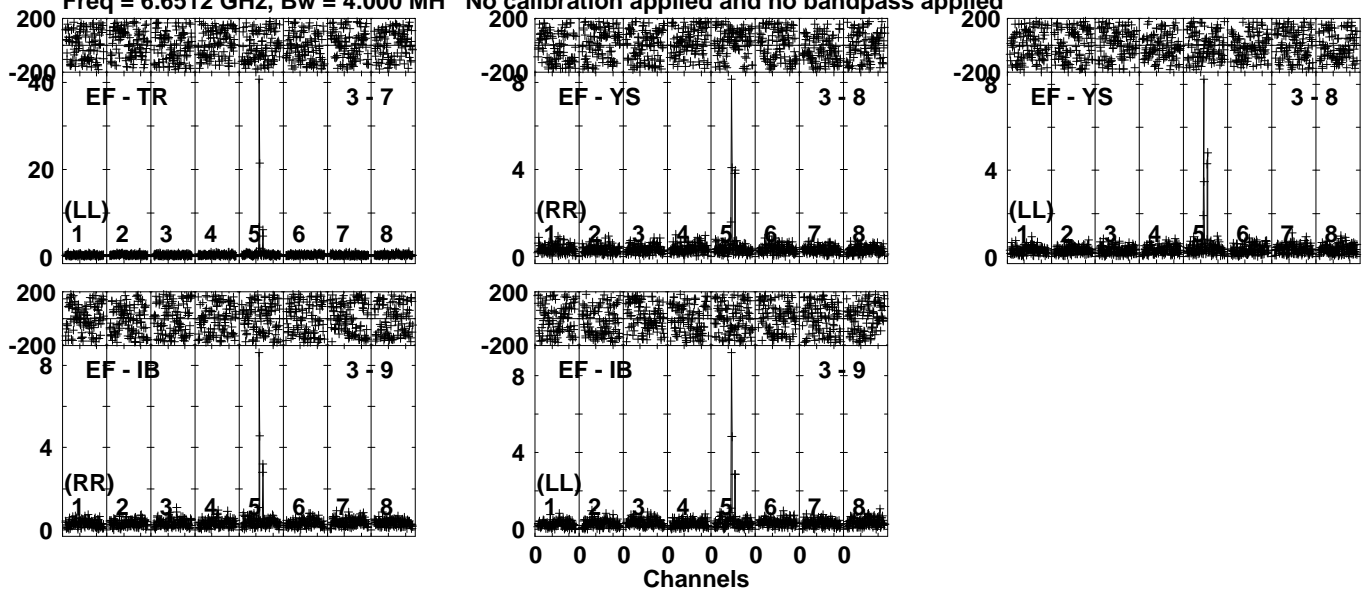 Freq = 6.6512 GHz, Bw = 4.000 MH No calibration applied and no bandpass applied
200 200 200
-200 -200 -200
40 8 8
EF - TR 3 - 7 EF - YS 3 - 8 EF - YS 3 - 8
20 4 4
(LL) (RR) (LL)
1 2 3 4 5 6 7 8 1 2 3 4 5 6 7 8 1 2 3 4 5 6 7 8
0 0 0
200 200
-200 -200
EF - IB 3 - 9 EF - IB 3 - 9
8 8
4 4
(RR) (LL)
1 2 3 4 5 6 7 8 1 2 3 4 5 6 7 8
0 0
0 0 0 0 0 0 0 0
Channels